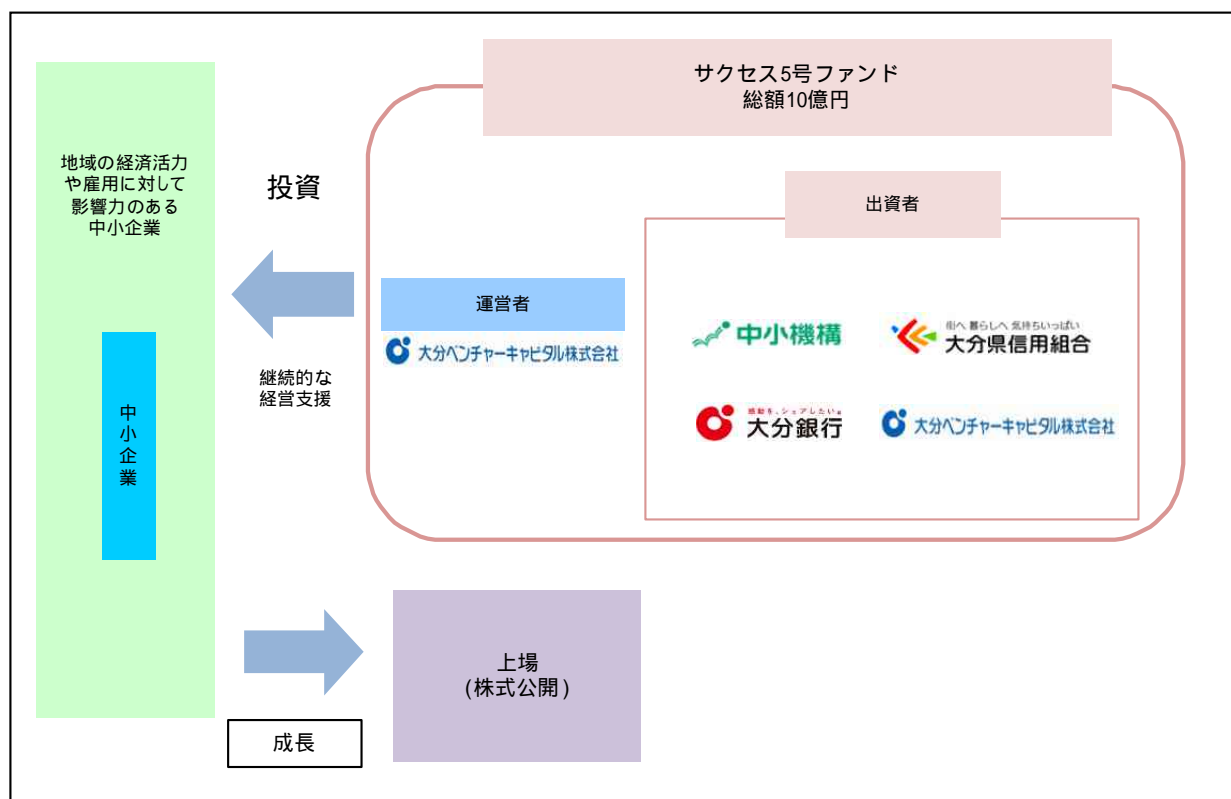 サクセス5号ファンド
総額10億円
地域の経済活力
や雇用に対して
影響力のある
中小企業
投資
出資者
運営者
大分ベンチャーキャピタル株式会社
中小機構
街へ 暮らしへ 気持ちいっぱい
大分県信用組合
継続的な
経営支援
感動を、シェアしたい。
大分銀行
大分ベンチャーキャピタル株式会社
中
小
企
業
上場
(株式公開)
成長